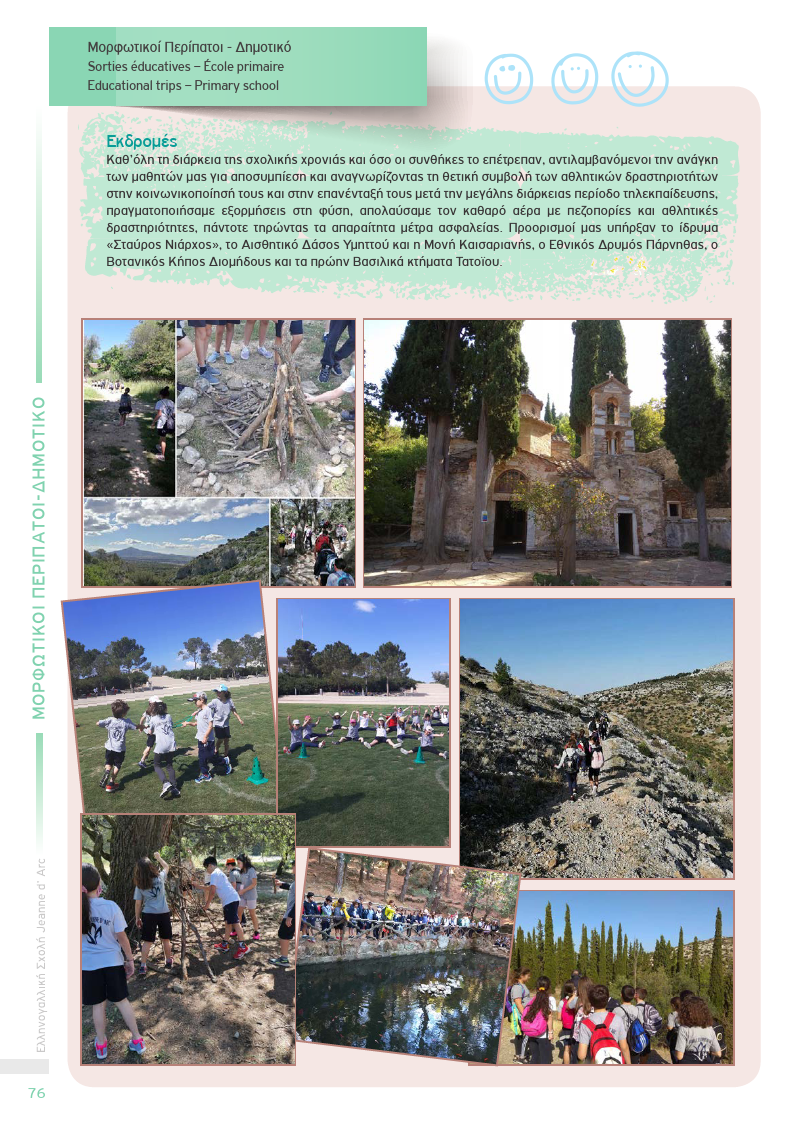 Μορφωτικοί Περίπατοι - Δημοτικό
Sorties éducatives – École primaire
Educational trips – Primary school
Εκδρομές
Καθ’όλη τη διάρκεια της σχολικής χρονιάς και όσο οι συνθήκες το επέτρεπαν, αντιλαμβανόμενοι την ανάγκη
των μαθητών μας για αποσυμπίεση και αναγνωρίζοντας τη θετική συμβολή των αθλητικών δραστηριοτήτων
στην κοινωνικοποίησή τους και στην επανένταξή τους μετά την μεγάλης διάρκειας περίοδο τηλεκπαίδευσης,
πραγματοποιήσαμε εξορμήσεις στη φύση, απολαύσαμε τον καθαρό αέρα με πεζοπορίες και αθλητικές
δραστηριότητες, πάντοτε τηρώντας τα απαραίτητα μέτρα ασφαλείας. Προορισμοί μας υπήρξαν το ίδρυμα
«Σταύρος Νιάρχος», το Αισθητικό Δάσος Υμηττού και η Μονή Καισαριανής, ο Εθνικός Δρυμός Πάρνηθας, ο
Βοτανικός Κήπος Διομήδους και τα πρώην Βασιλικά κτήματα Τατοΐου.
ΜΟΡΦΩΤΙΚΟΙ ΠΕΡΙΠΑΤΟΙ-ΔΗΜΟΤΙΚΟ
Ελληνογαλλική Σχολή Jeanne d' Arc
76